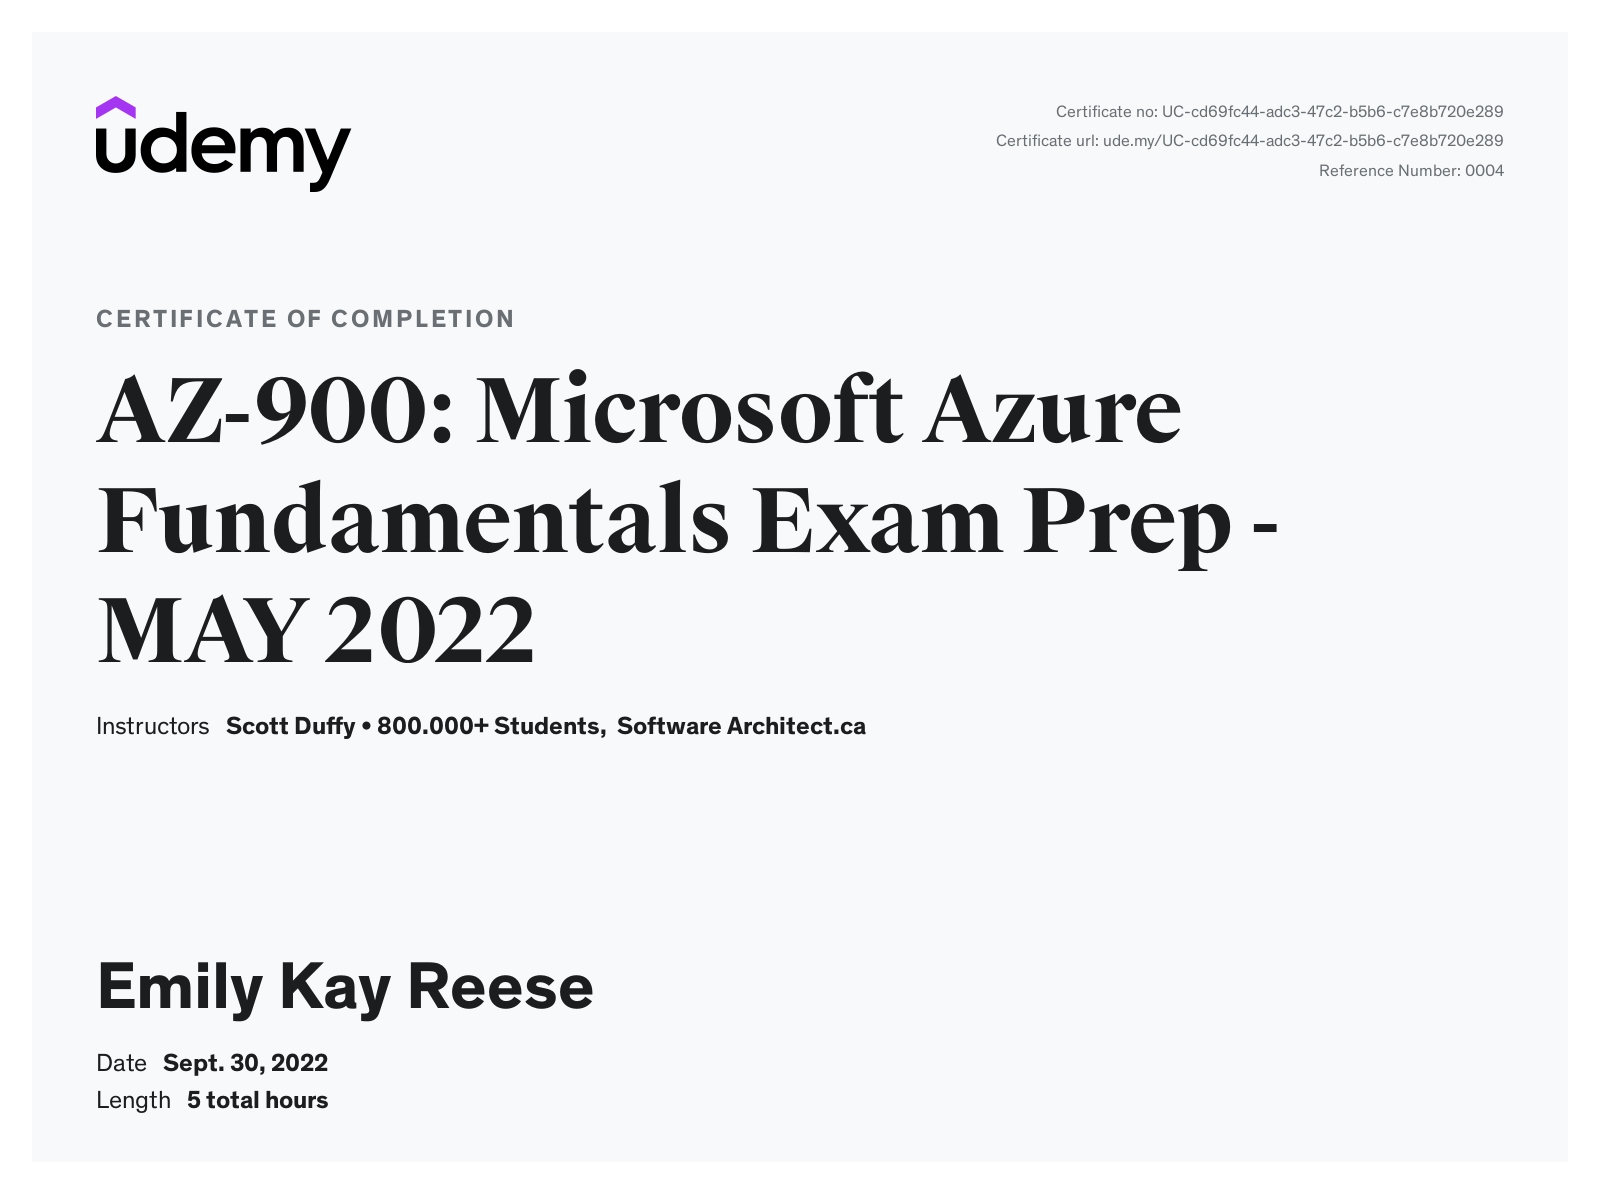 udemy
Certificate no: UC-cd69fc44-adc3-47c2-b5b6-c7e8b720e289
Certificate url: ude.my/UC-cd69fc44-adc3-47c2-b5b6-c7e8b720e289
Reference Number: 0004
CERTIFICATE OF COMPLETION
AZ-900: Microsoft Azure
Fundamentals Exam Prep -
MAY 2022
Instructors Scott Duffy • 800.000+ Students, Software Architect.ca
Emily Kay Reese
Date Sept. 30, 2022
Length 5 total hours